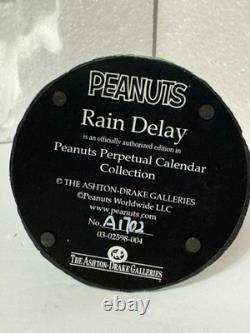 PEANUTS
Rain Delay
is an officially authorized edition in
Peanuts Perpetual Calendar
Collection
© THE ASHTON-DRAKE GALLERIES
©Peanuts Worldwide LLC
www.peanuts.com
No. A1702
03-02598-004
THE ASHTON-DRAKE GALLERIES